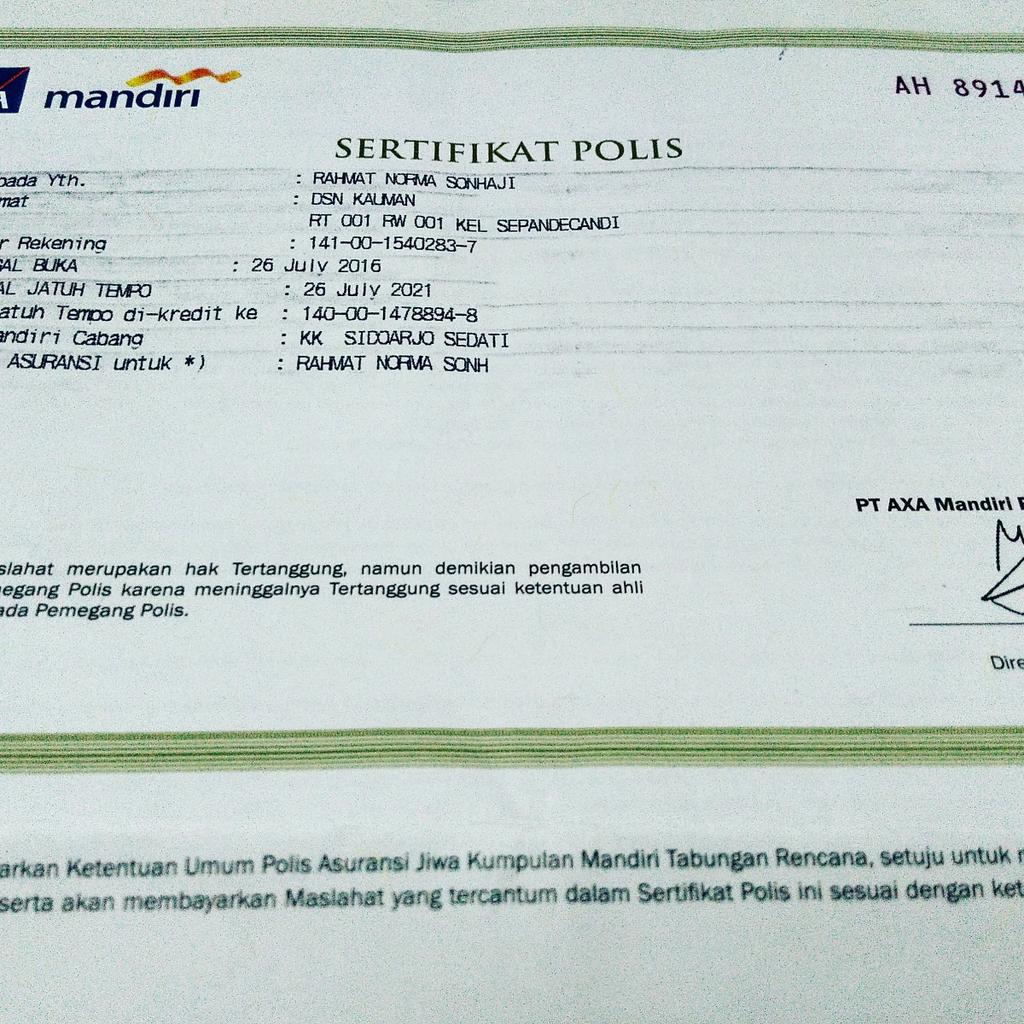 mandiri
AH 8914
SERTIFIKAT POLIS
pada Yth. : RAHMAT NORMA SONHAJI
mat : DSN KAUMAN
RT 001 RW 001 KEL SEPANDECANDI
r Rekening : 141-00-1540283-7
GAL BUKA : 26 July 2016
AL JATUH TEMPO : 26 July 2021
atuh Tempo di-kredit ke : 140-00-1478894-8
andiri Cabang : KK SIDOARJO SEDATI
ASURANSI untuk *) : RAHMAT NORMA SONH
PT AXA Mandiri
slahat merupakan hak Tertanggung, namun demikian pengambilan
egang Polis karena meninggalnya Tertanggung sesuai ketentuan ahli
ada Pemegang Polis.
Dire
arkan Ketentuan Umum Polis Asuransi Jiwa Kumpulan Mandiri Tabungan Rencana, setuju untuk
serta akan membayarkan Maslahat yang tercantum dalam Sertifikat Polis ini sesuai dengan ket